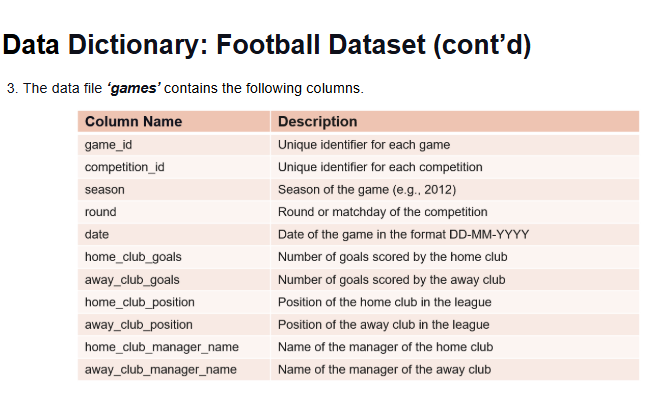 Data Dictionary: Football Dataset (cont’d)
3. The data file ‘games’ contains the following columns.
Column Name Description
game_id Unique identifier for each game
competition_id Unique identifier for each competition
season Season of the game (e.g., 2012)
round Round or matchday of the competition
date Date of the game in the format DD-MM-YYYY
home_club_goals Number of goals scored by the home club
away_club_goals Number of goals scored by the away club
home_club_position Position of the home club in the league
away_club_position Position of the away club in the league
home_club_manager_name Name of the manager of the home club
away_club_manager_name Name of the manager of the away club